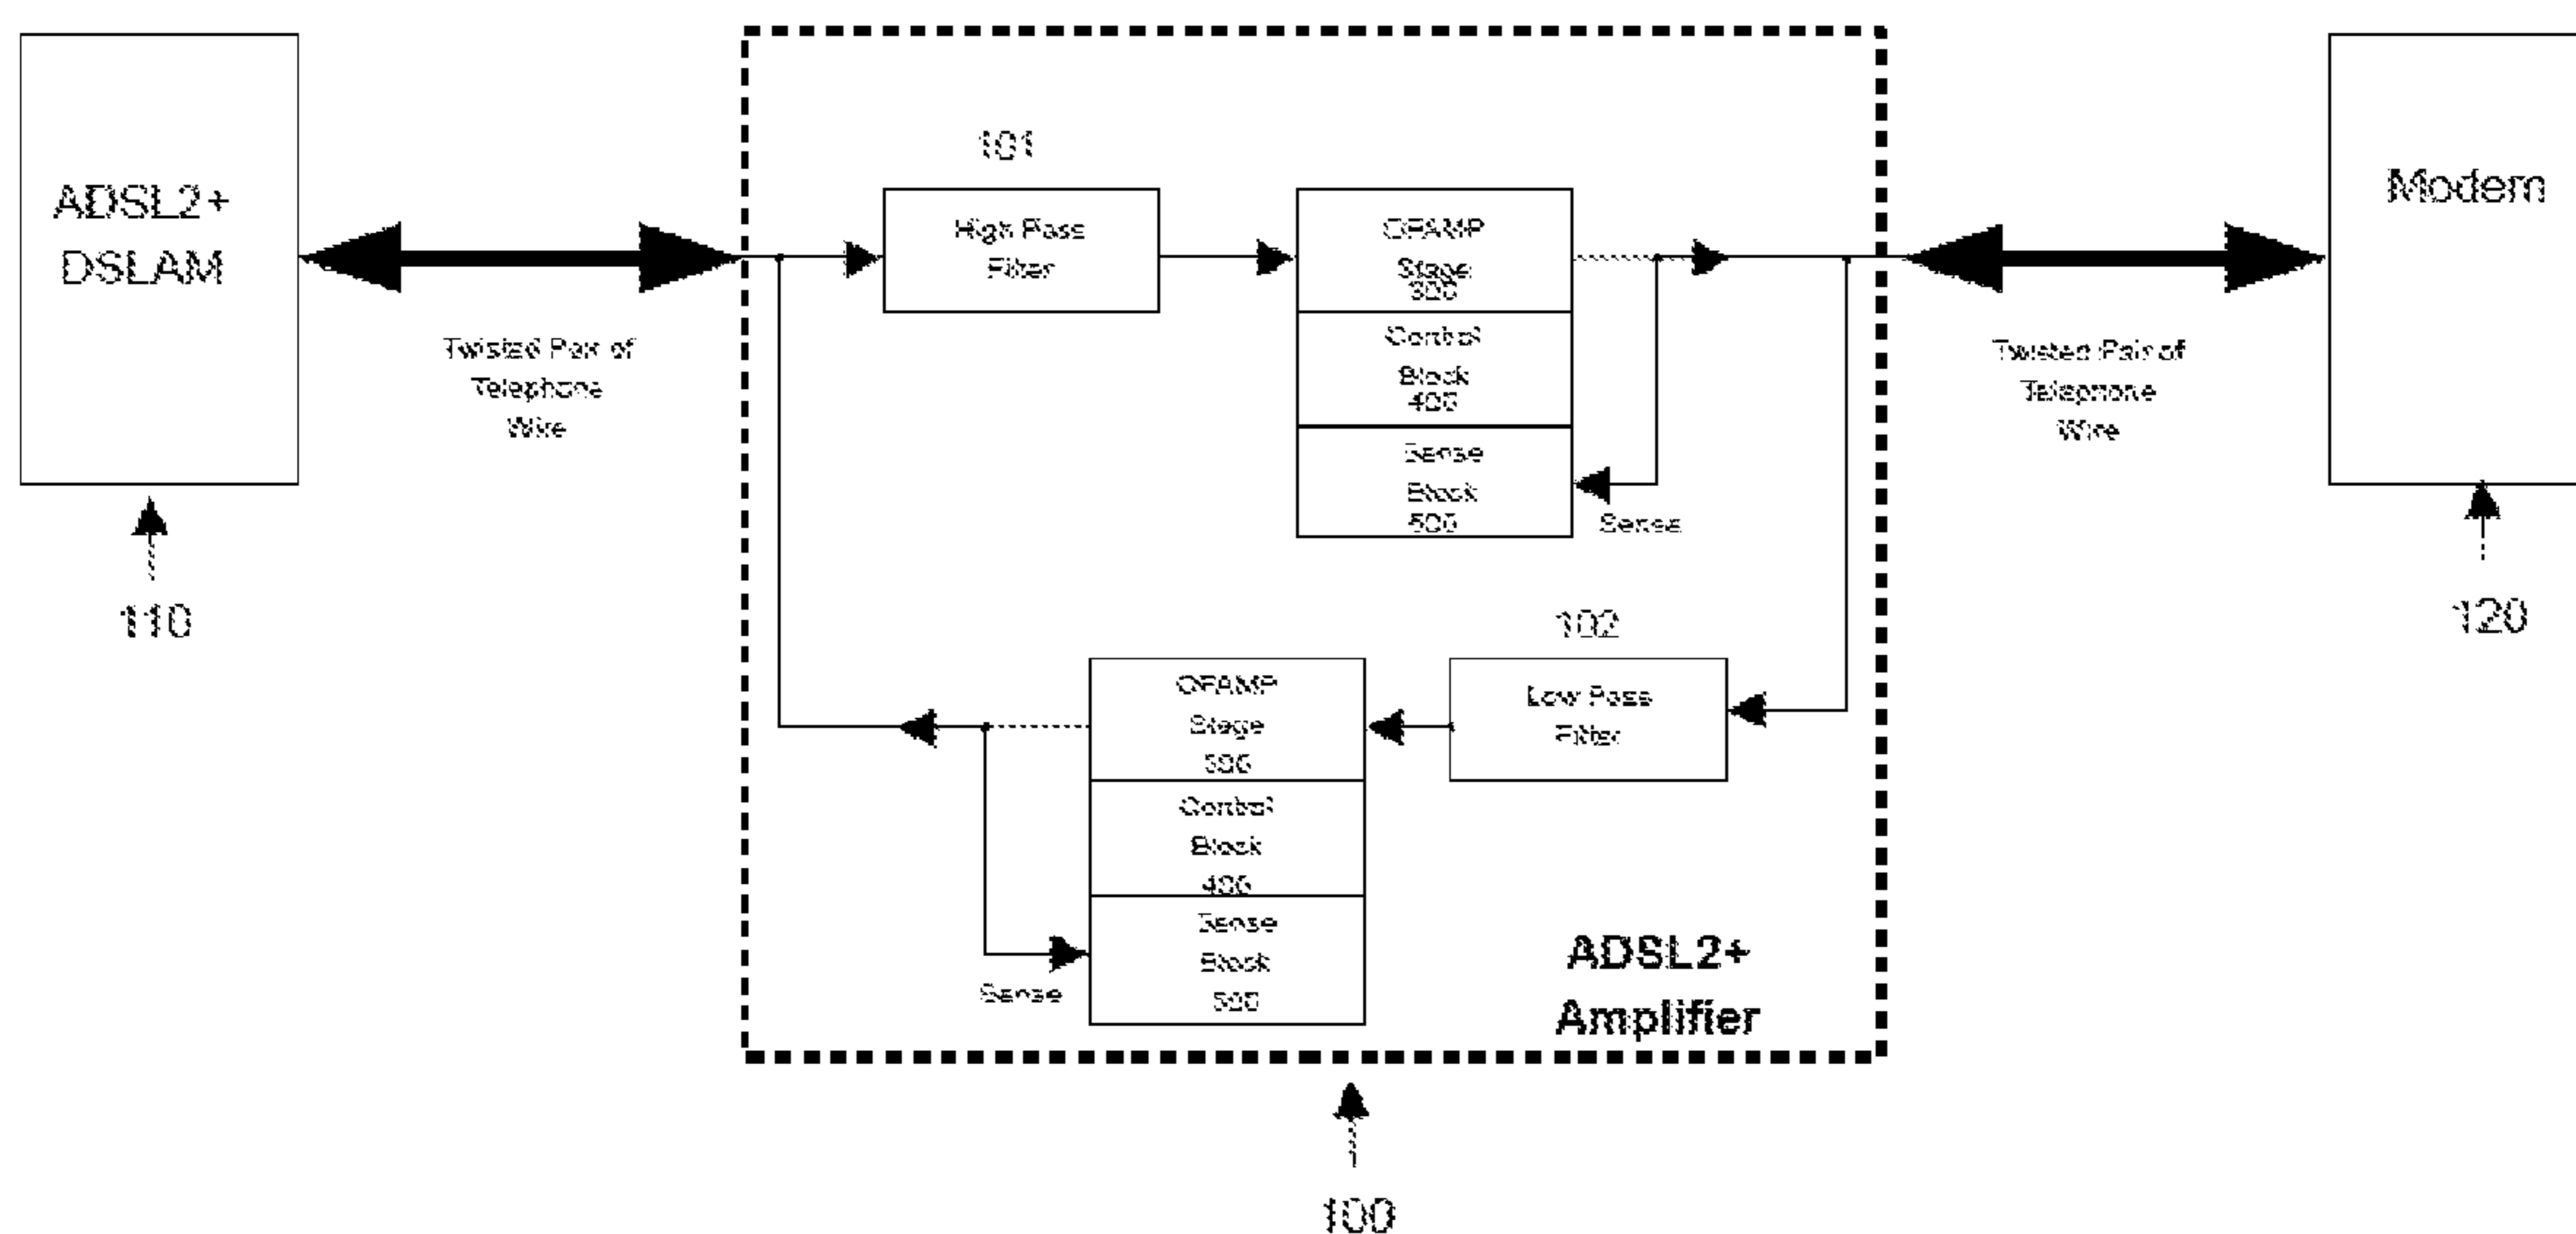 ADSL2+
DSLAM
110
Twisted Pair of
Telephone
Wire
101
High Pass
Filter
OPAMP
Stage
300
Control
Block
400
Sense
Block
500
Sense
102
Low Pass
Filter
OPAMP
Stage
300
Control
Block
400
Sense
Block
500
Sense
ADSL2+
Amplifier
100
Twisted Pair of
Telephone
Wire
Modem
120